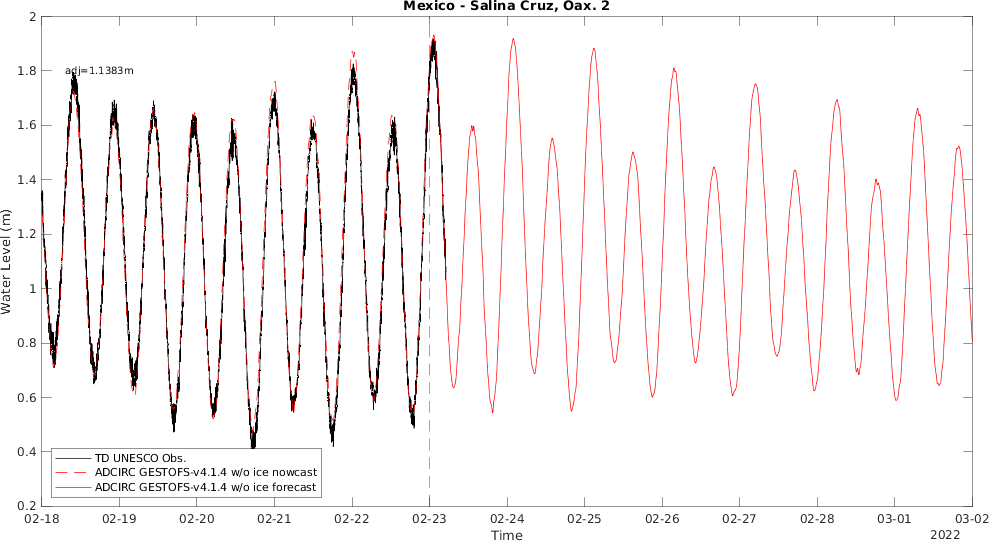 Mexico - Salina Cruz, Oax. 2
2
1.8
1.6
1.4
1.2
1
0.8
0.6
0.4
0.2
Water Level (m)
adj=1.1383m
TD UNESCO Obs.
ADCIRC GESTOFS-v4.1.4 w/o ice nowcast
ADCIRC GESTOFS-v4.1.4 w/o ice forecast
02-18 02-19 02-20 02-21 02-22 02-23 02-24 02-25 02-26 02-27 02-28 03-01 03-02
Time
2022